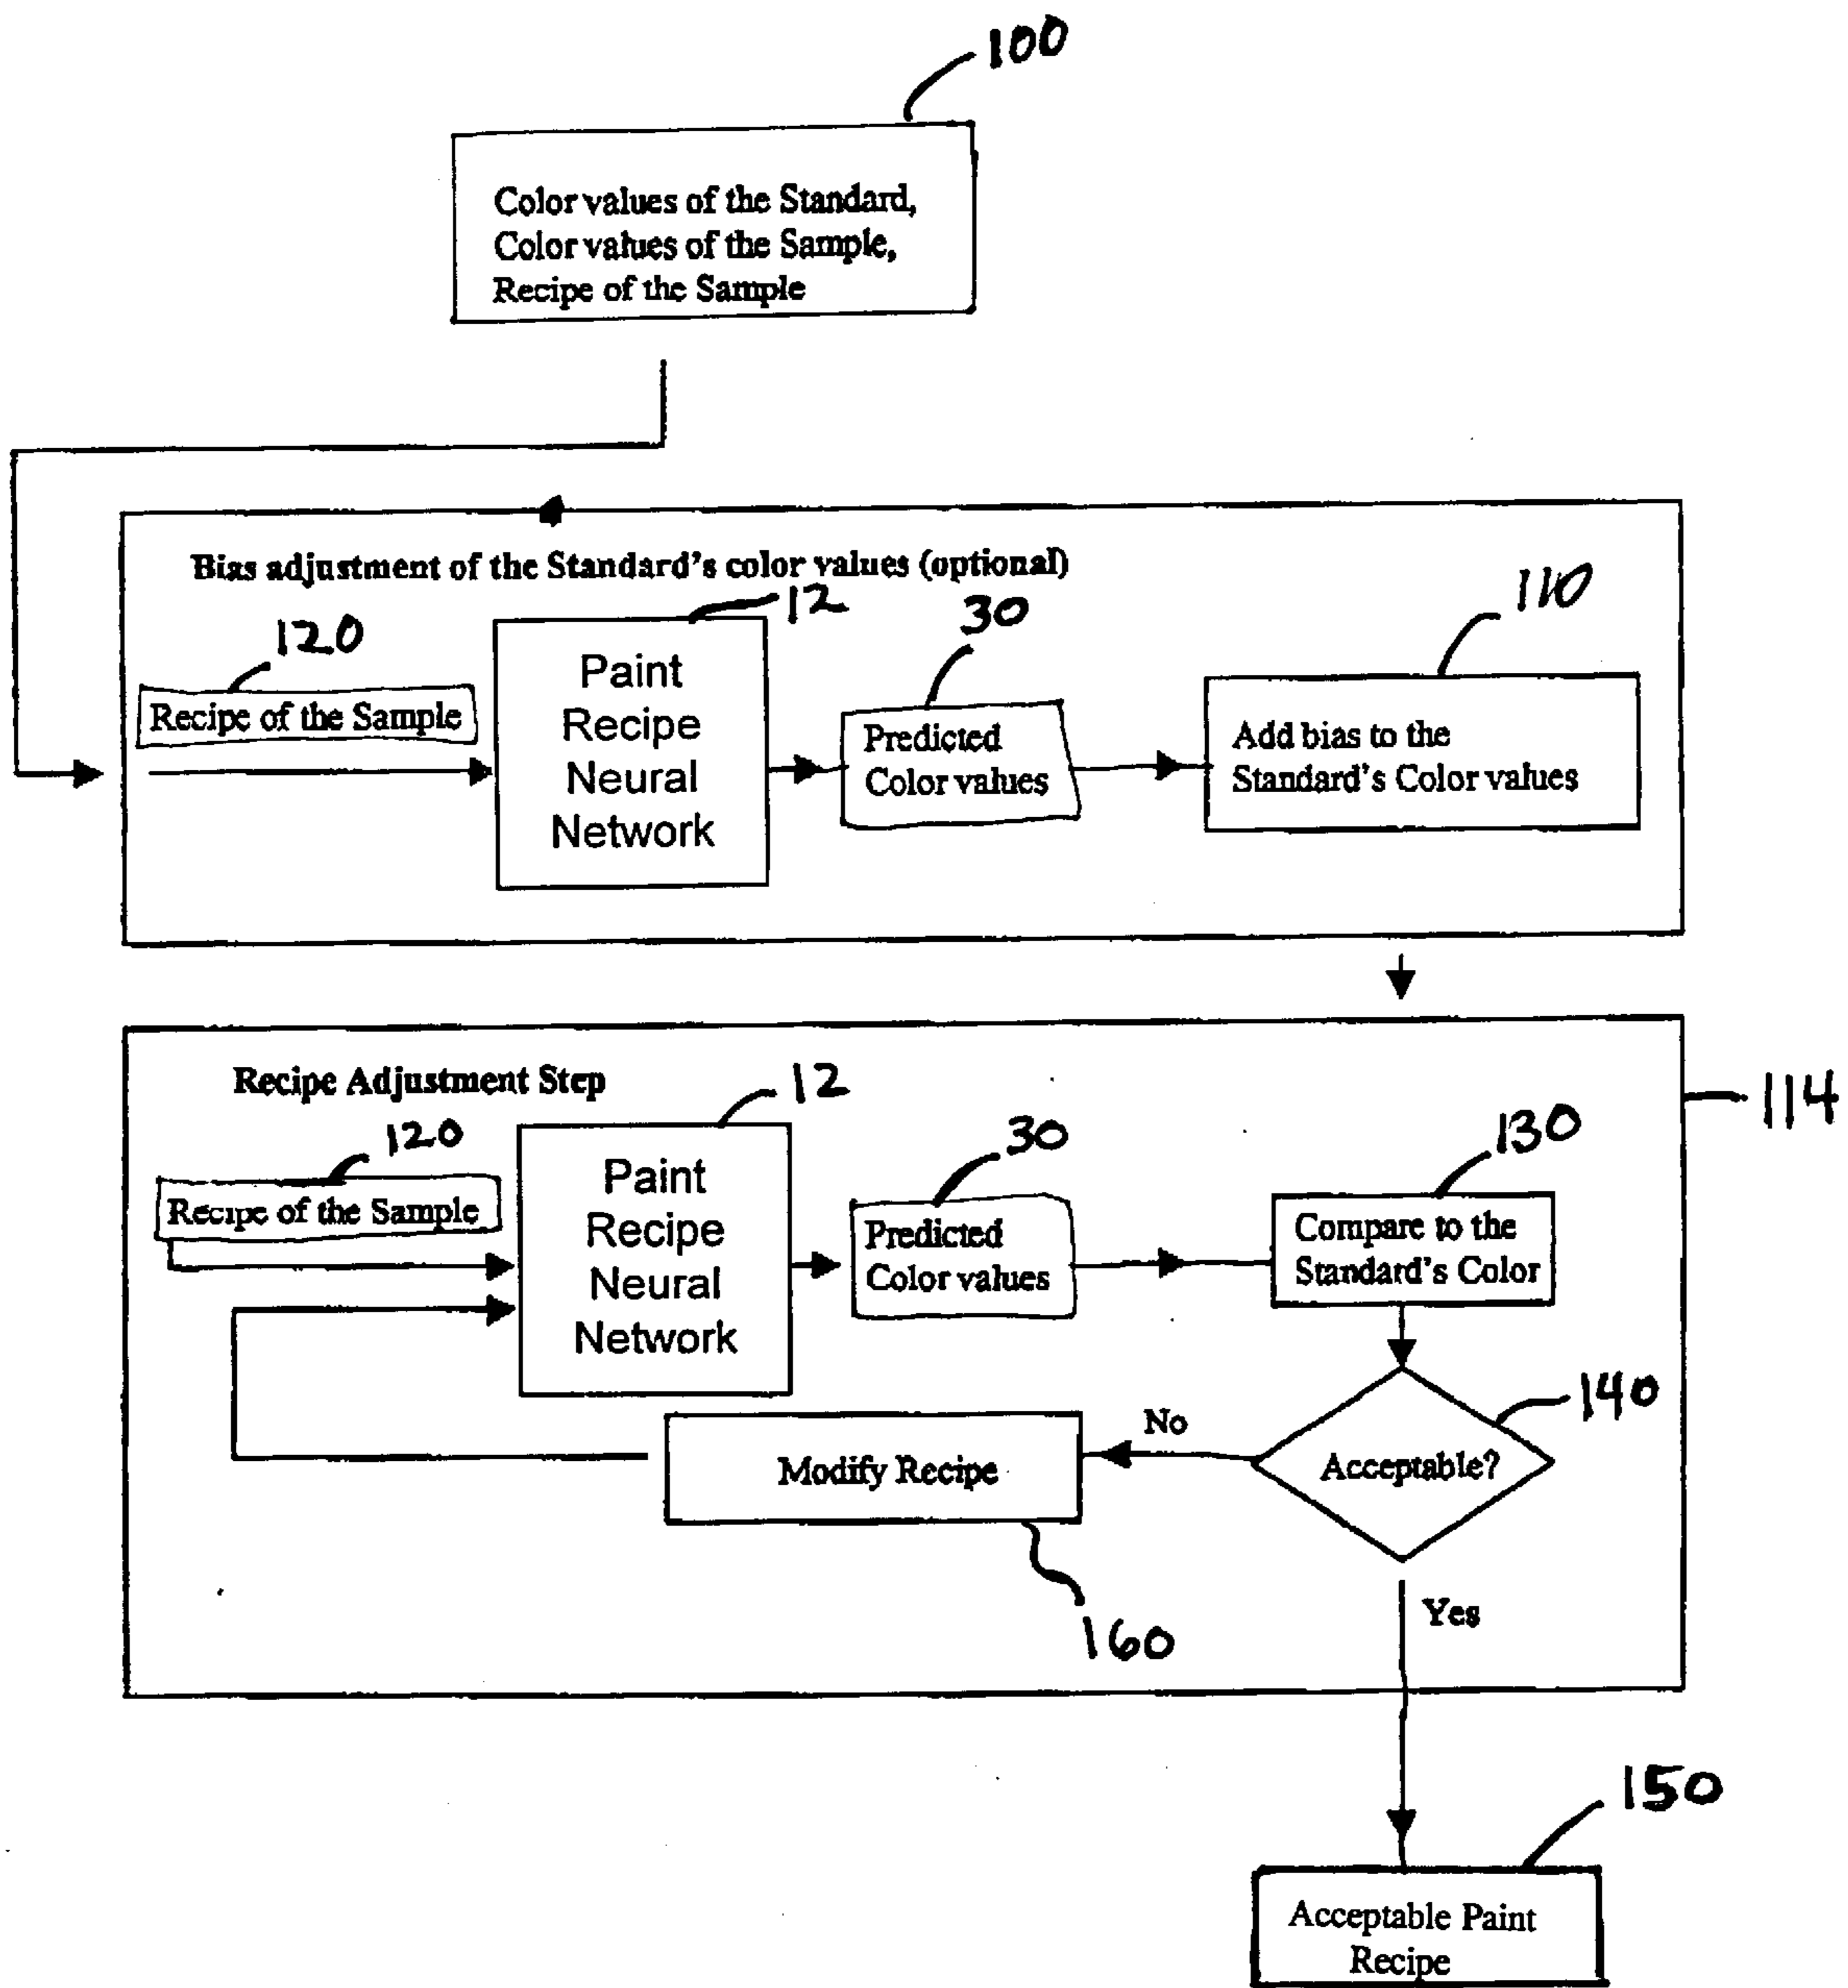 100
Color values of the Standard,
Color values of the Sample,
Recipe of the Sample
Bias adjustment of the Standard's color values (optional)
120
12
30
110
Recipe of the Sample
Paint
Recipe
Neural
Network
Predicted
Color values
Add bias to the
Standard's Color values
Recipe Adjustment Step
114
120
12
30
130
Recipe of the Sample
Paint
Recipe
Neural
Network
Predicted
Color values
Compare to the
Standard's Color
140
No
Acceptable?
Modify Recipe
160
Yes
150
Acceptable Paint
Recipe